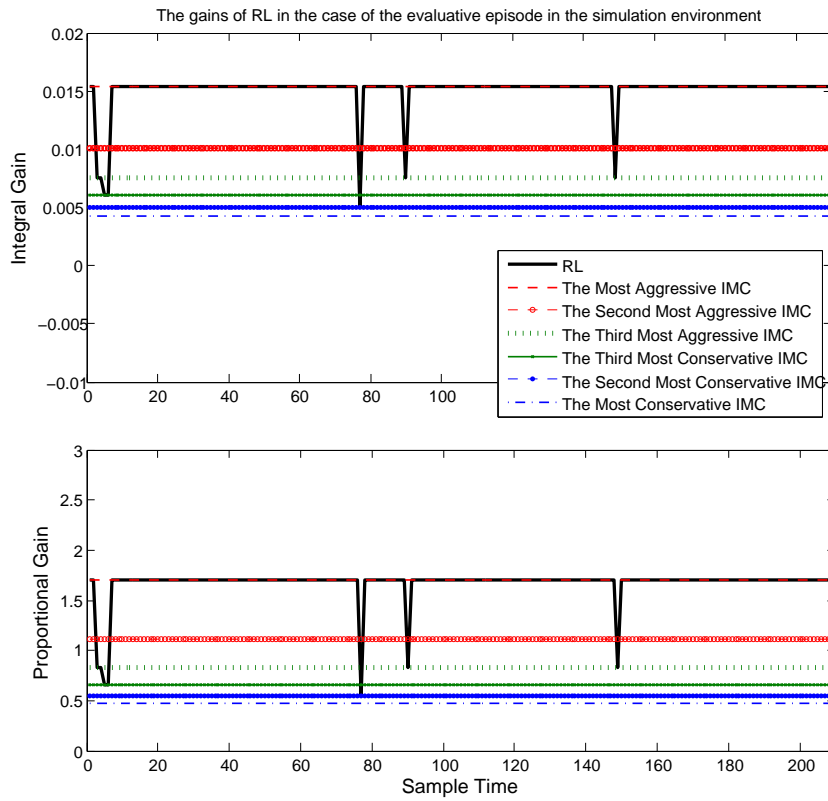 The gains of RL in the case of the evaluative episode in the simulation environment
0.02
0.015
0.01
0.005
0
−0.005
−0.01
Integral Gain
0 20 40 60 80 100
RL
The Most Aggressive IMC
The Second Most Aggressive IMC
The Third Most Aggressive IMC
The Third Most Conservative IMC
The Second Most Conservative IMC
The Most Conservative IMC
3
2.5
2
1.5
1
0.5
0
Proportional Gain
0 20 40 60 80 100 120 140 160 180 200
Sample Time